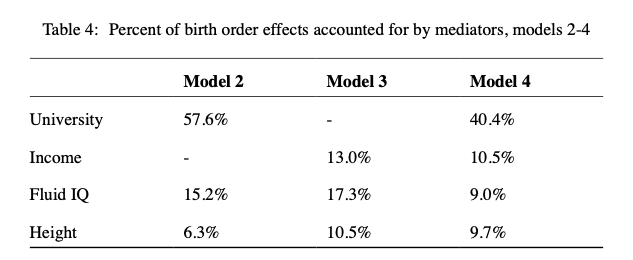 Table 4: Percent of birth order effects accounted for by mediators, models 2-4
Model 2 Model 3 Model 4
University 57.6% - 40.4%
Income - 13.0% 10.5%
Fluid IQ 15.2% 17.3% 9.0%
Height 6.3% 10.5% 9.7%